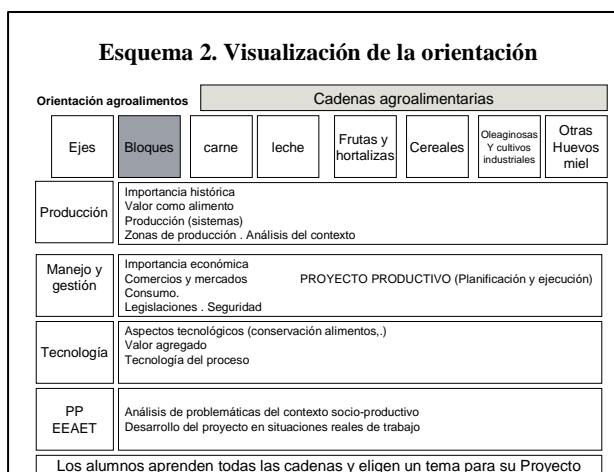 Esquema 2. Visualización de la orientación
Orientación agroalimentos
Cadenas agroalimentarias
Ejes
Bloques
carne
leche
Frutas y
hortalizas
Cereales
Oleaginosas
Y cultivos
industriales
Otras
Huevos
miel
Producción
Importancia histórica
Valor como alimento
Producción (sistemas)
Zonas de producción . Análisis del contexto
Manejo y
gestión
Importancia económica
Comercios y mercados
Consumo.
Legislaciones . Seguridad
PROYECTO PRODUCTIVO (Planificación y ejecución)
Tecnología
Aspectos tecnológicos (conservación alimentos,.)
Valor agregado
Tecnología del proceso
PP
EEAET
Análisis de problemáticas del contexto socio-productivo
Desarrollo del proyecto en situaciones reales de trabajo
Los alumnos aprenden todas las cadenas y eligen un tema para su Proyecto